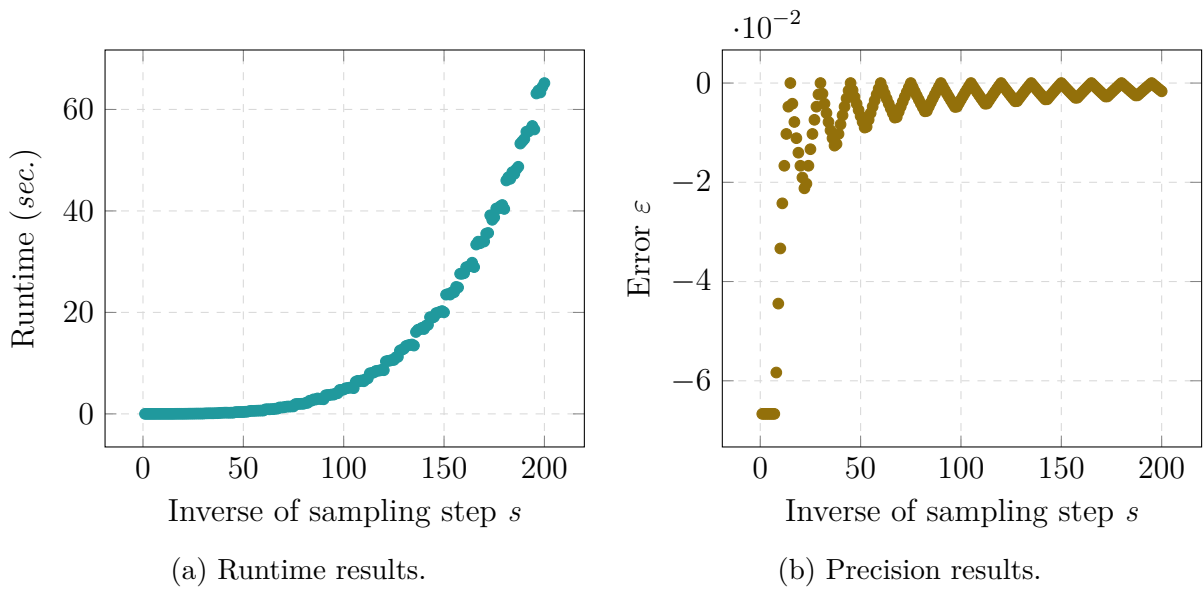 60
40
20
0
0 50 100 150 200
Runtime (sec.)
Inverse of sampling step s
(a) Runtime results.
·10⁻²
0
−2
−4
−6
0 50 100 150 200
Error ε
Inverse of sampling step s
(b) Precision results.